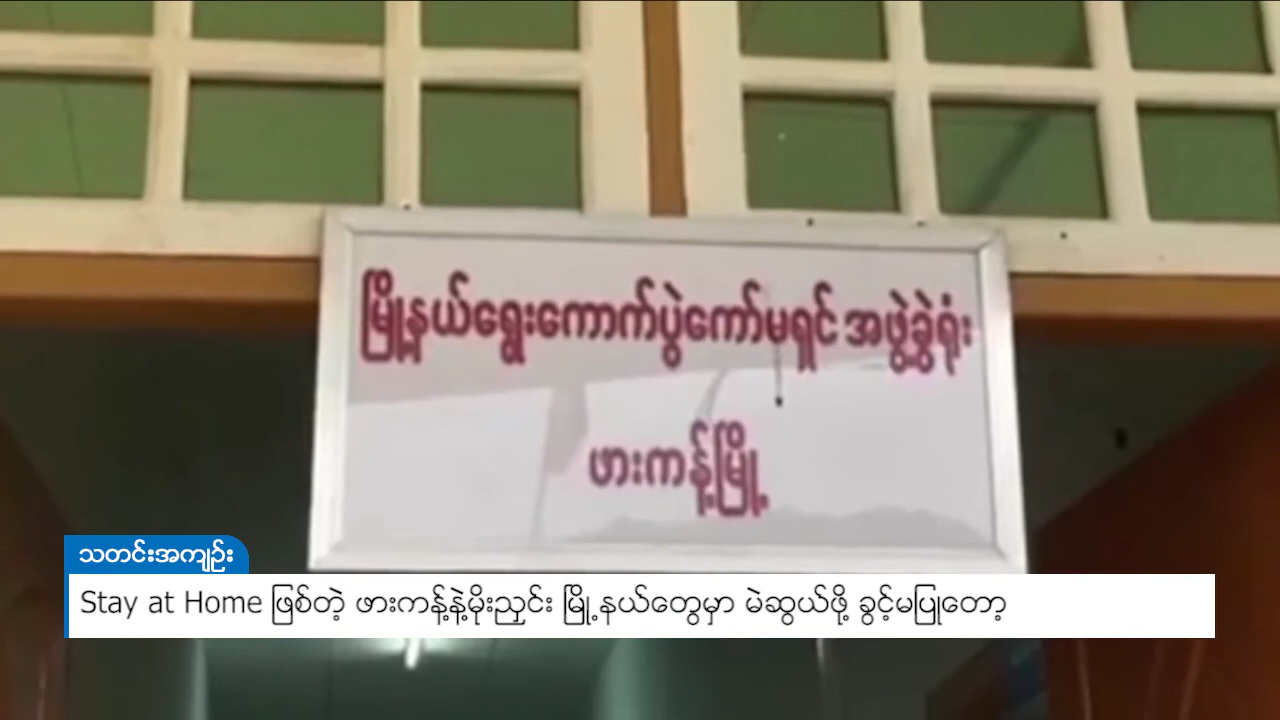 မြို့နယ်ရွေးကောက်ပွဲကော်မရှင် အဖွဲ့ခွဲရုံး
ဖားကန့်မြို့
သတင်းအကျဉ်း
Stay at Home ဖြစ်တဲ့ ဖားကန့်နဲ့မိုးညှင်း မြို့နယ်တွေမှာ မဲဆွယ်ဖို့ ခွင့်မပြုတော့